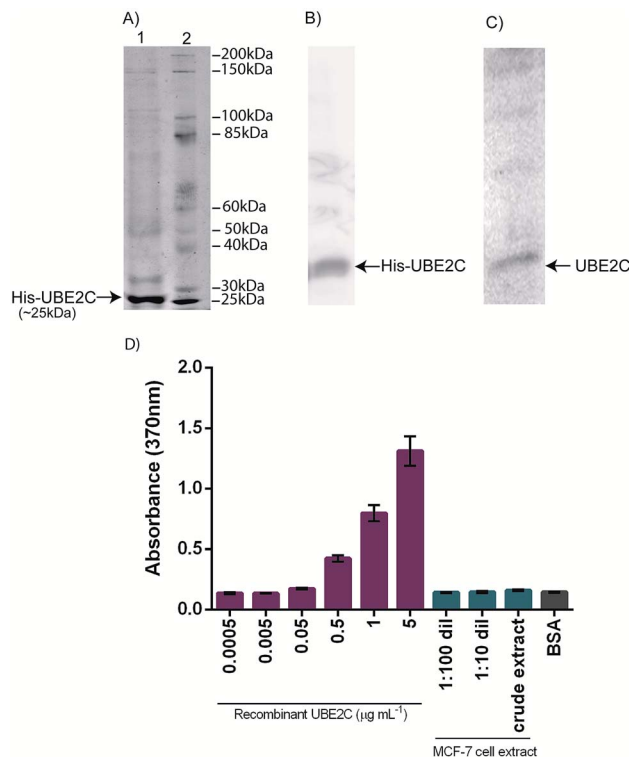 A)
B)
C)
1 2
200kDa
150kDa
100kDa
85kDa
60kDa
50kDa
40kDa
30kDa
25kDa
His-UBE2C
(~25kDa)
His-UBE2C
UBE2C
D)
Absorbance (370nm)
2.0
1.5
1.0
0.5
0.0
0.0005
0.005
0.05
0.5
1
5
1:100 dil
1:10 dil
crude extract
BSA
Recombinant UBE2C (µg mL⁻¹)
MCF-7 cell extract